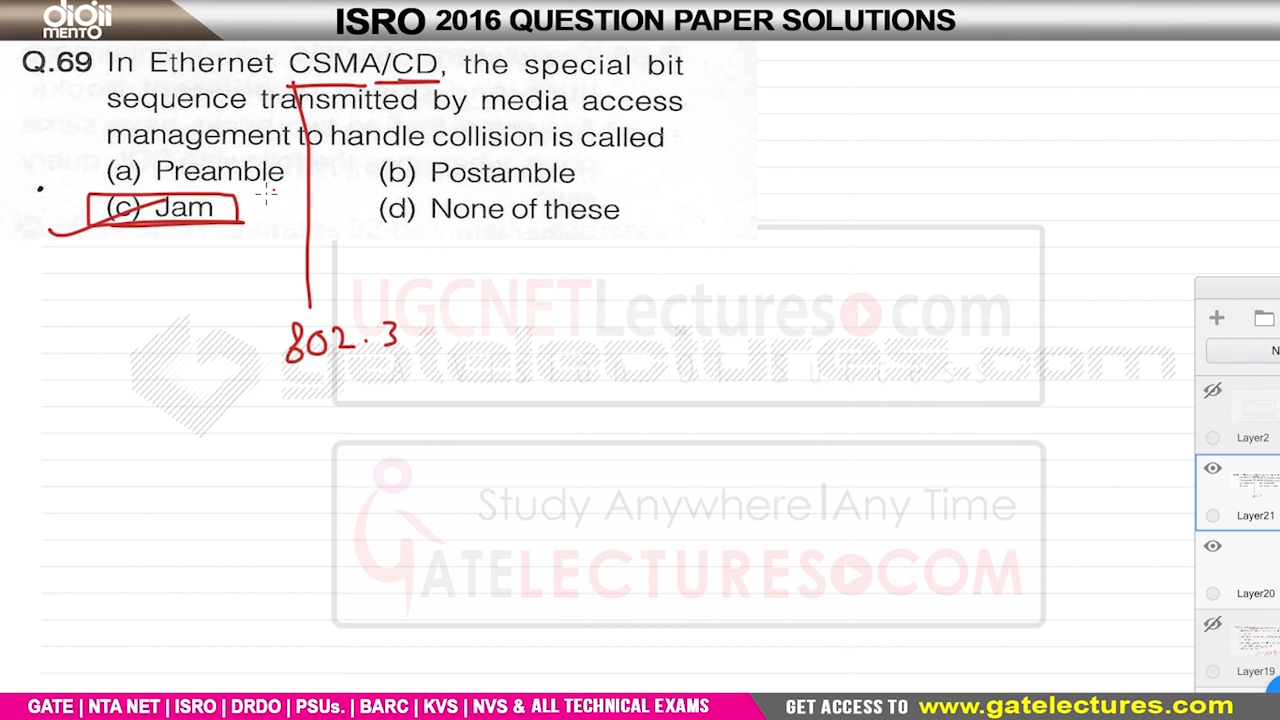 digii
mento
ISRO 2016 QUESTION PAPER SOLUTIONS
Q.69 In Ethernet CSMA/CD, the special bit
sequence transmitted by media access
management to handle collision is called
(a) Preamble (b) Postamble
(c) Jam (d) None of these
802.3
UGCNETLectures.com
gatelectures.com
Study Anywhere|Any Time
GATELECTURES.COM
N
Layer2
Layer21
Layer20
Layer19
GATE | NTA NET | ISRO | DRDO | PSUs. | BARC | KVS | NVS & ALL TECHNICAL EXAMS
GET ACCESS TO www.gatelectures.com